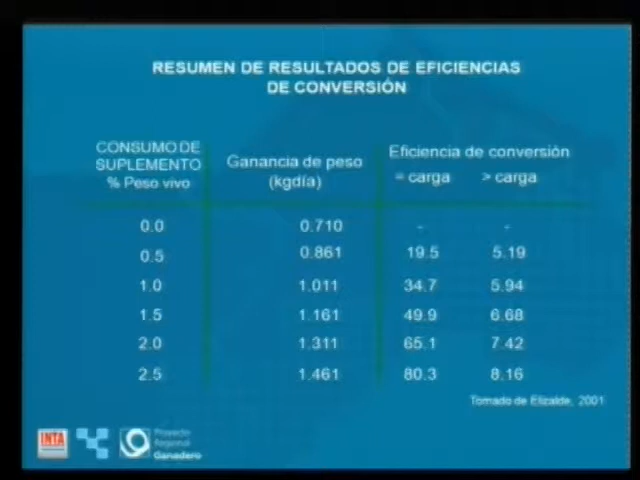 RESUMEN DE RESULTADOS DE EFICIENCIAS
DE CONVERSIÓN
CONSUMO DE
SUPLEMENTO
% Peso vivo
Ganancia de peso
(kgdía)
Eficiencia de conversión
= carga > carga
0.0 0.710 - -
0.5 0.861 19.5 5.19
1.0 1.011 34.7 5.94
1.5 1.161 49.9 6.68
2.0 1.311 65.1 7.42
2.5 1.461 80.3 8.16
Tomado de Elizalde, 2001
INTA
Proyecto
Regional
Ganadero